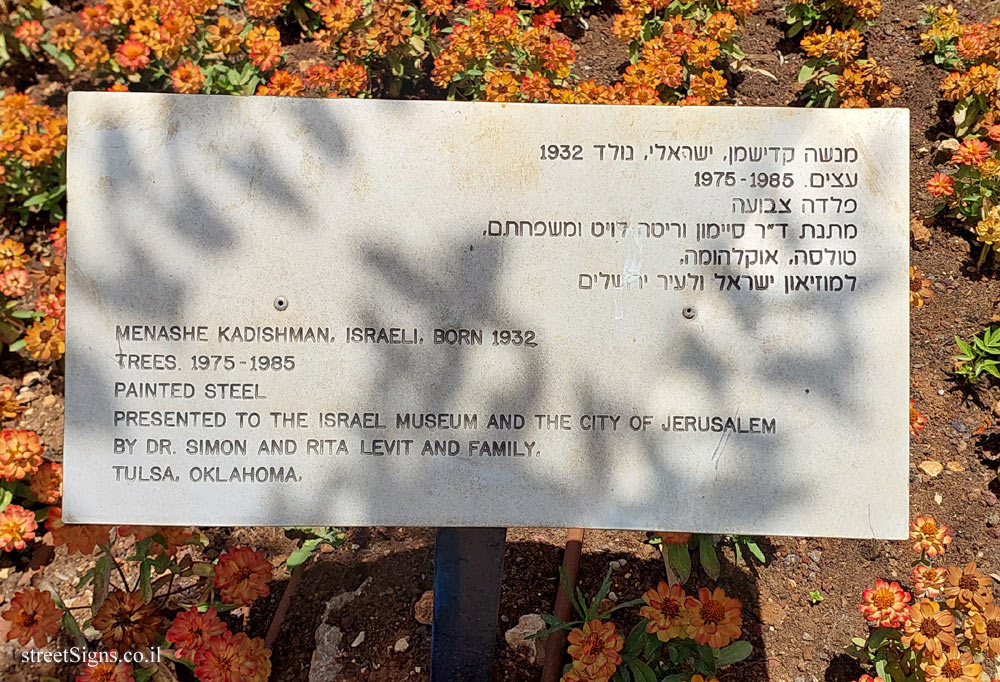 מנשה קדישמן, ישראלי, נולד 1932
עצים. 1975-1985
פלדה צבועה
מתנת ד"ר סיימון וריטה לויט ומשפחתם,
טולסה, אוקלהומה,
למוזיאון ישראל ולעיר ירושלים
MENASHE KADISHMAN, ISRAELI, BORN 1932
TREES. 1975-1985
PAINTED STEEL
PRESENTED TO THE ISRAEL MUSEUM AND THE CITY OF JERUSALEM
BY DR. SIMON AND RITA LEVIT AND FAMILY,
TULSA, OKLAHOMA,
streetSigns.co.il